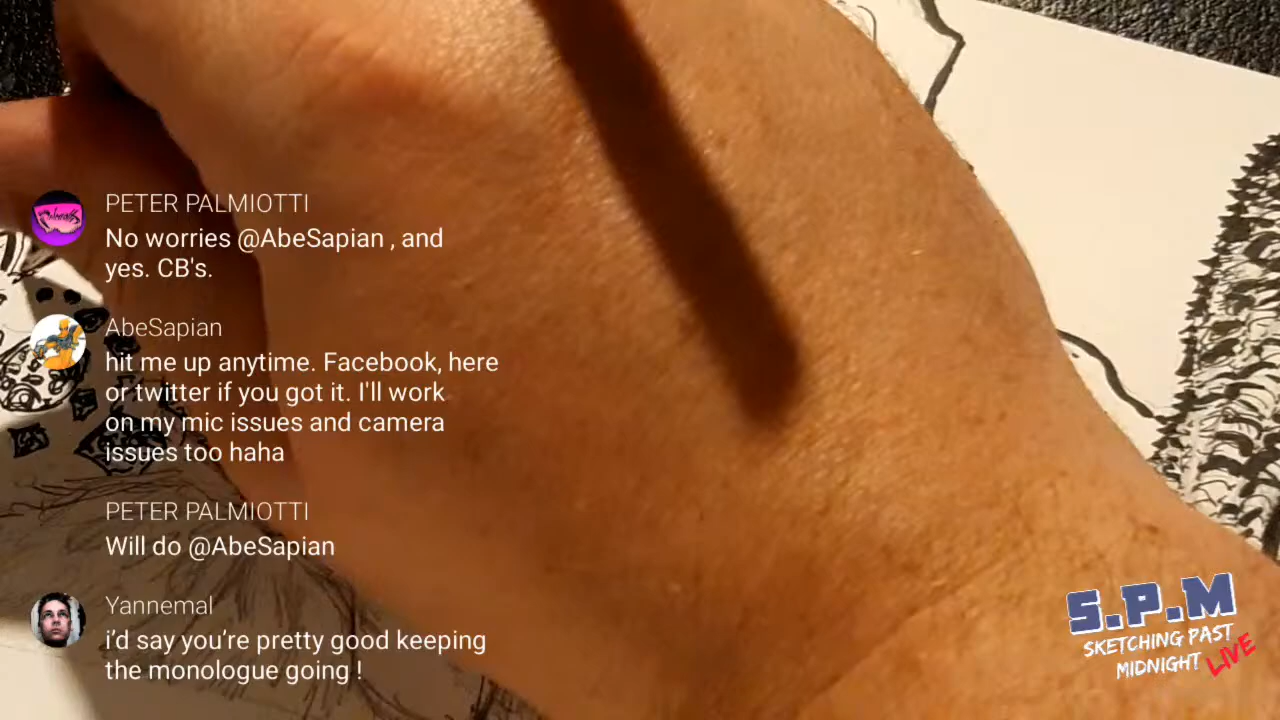 PETER PALMIOTTI
No worries @AbeSapian , and
yes. CB's.
AbeSapian
hit me up anytime. Facebook, here
or twitter if you got it. I'll work
on my mic issues and camera
issues too haha
PETER PALMIOTTI
Will do @AbeSapian
Yannemal
i'd say you're pretty good keeping
the monologue going !
S.P.M
SKETCHING PAST
MIDNIGHT LIVE